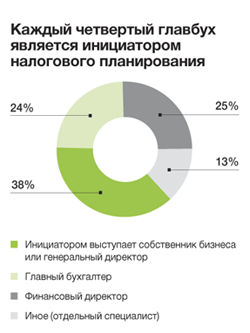 Каждый четвертый главбух
является инициатором
налогового планирования
24%
25%
13%
38%
Инициатором выступает собственник бизнеса
или генеральный директор
Главный бухгалтер
Финансовый директор
Иное (отдельный специалист)